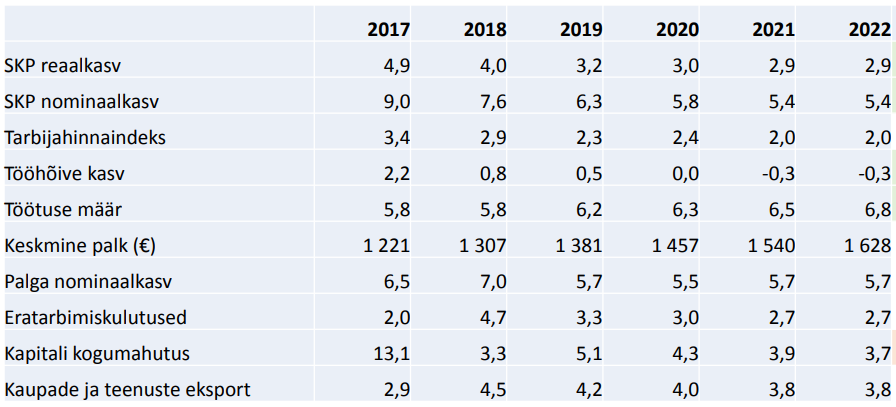 2017 2018 2019 2020 2021 2022
SKP reaalkasv 4,9 4,0 3,2 3,0 2,9 2,9
SKP nominaalkasv 9,0 7,6 6,3 5,8 5,4 5,4
Tarbijahinnaindeks 3,4 2,9 2,3 2,4 2,0 2,0
Tööhõive kasv 2,2 0,8 0,5 0,0 -0,3 -0,3
Töötuse määr 5,8 5,8 6,2 6,3 6,5 6,8
Keskmine palk (€) 1 221 1 307 1 381 1 457 1 540 1 628
Palga nominaalkasv 6,5 7,0 5,7 5,5 5,7 5,7
Eratarbimiskulutused 2,0 4,7 3,3 3,0 2,7 2,7
Kapitali kogumahutus 13,1 3,3 5,1 4,3 3,9 3,7
Kaupade ja teenuste eksport 2,9 4,5 4,2 4,0 3,8 3,8